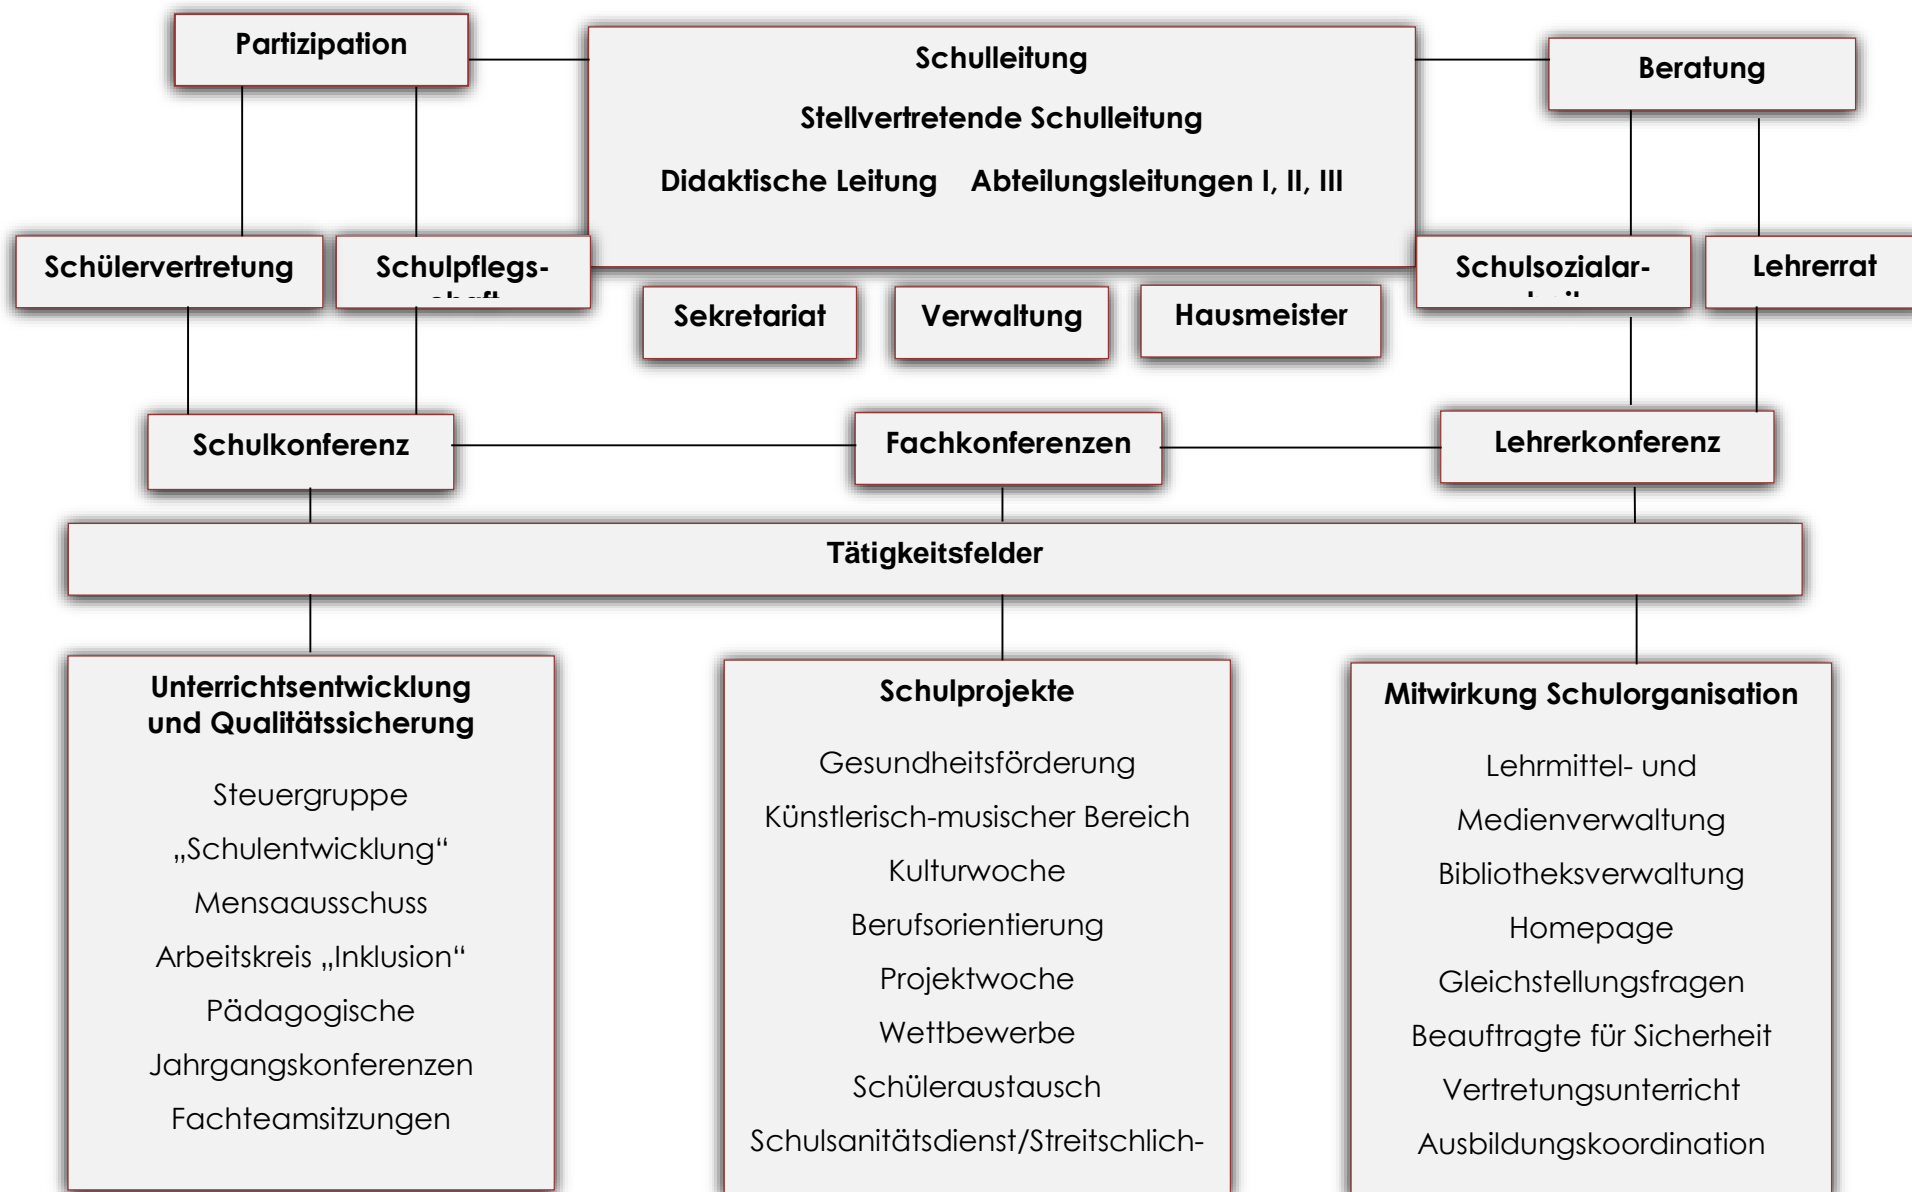 Partizipation
Schulleitung
Stellvertretende Schulleitung
Didaktische Leitung Abteilungsleitungen I, II, III
Beratung
Schülervertretung
Schulpflegs-
Schulsozialar-
Lehrerrat
Sekretariat
Verwaltung
Hausmeister
Schulkonferenz
Fachkonferenzen
Lehrerkonferenz
Tätigkeitsfelder
Unterrichtsentwicklung
und Qualitätssicherung
Steuergruppe
„Schulentwicklung“
Mensaausschuss
Arbeitskreis „Inklusion“
Pädagogische
Jahrgangskonferenzen
Fachteamsitzungen
Schulprojekte
Gesundheitsförderung
Künstlerisch-musischer Bereich
Kulturwoche
Berufsorientierung
Projektwoche
Wettbewerbe
Schüleraustausch
Schulsanitätsdienst/Streitschlich-
Mitwirkung Schulorganisation
Lehrmittel- und
Medienverwaltung
Bibliotheksverwaltung
Homepage
Gleichstellungsfragen
Beauftragte für Sicherheit
Vertretungsunterricht
Ausbildungskoordination